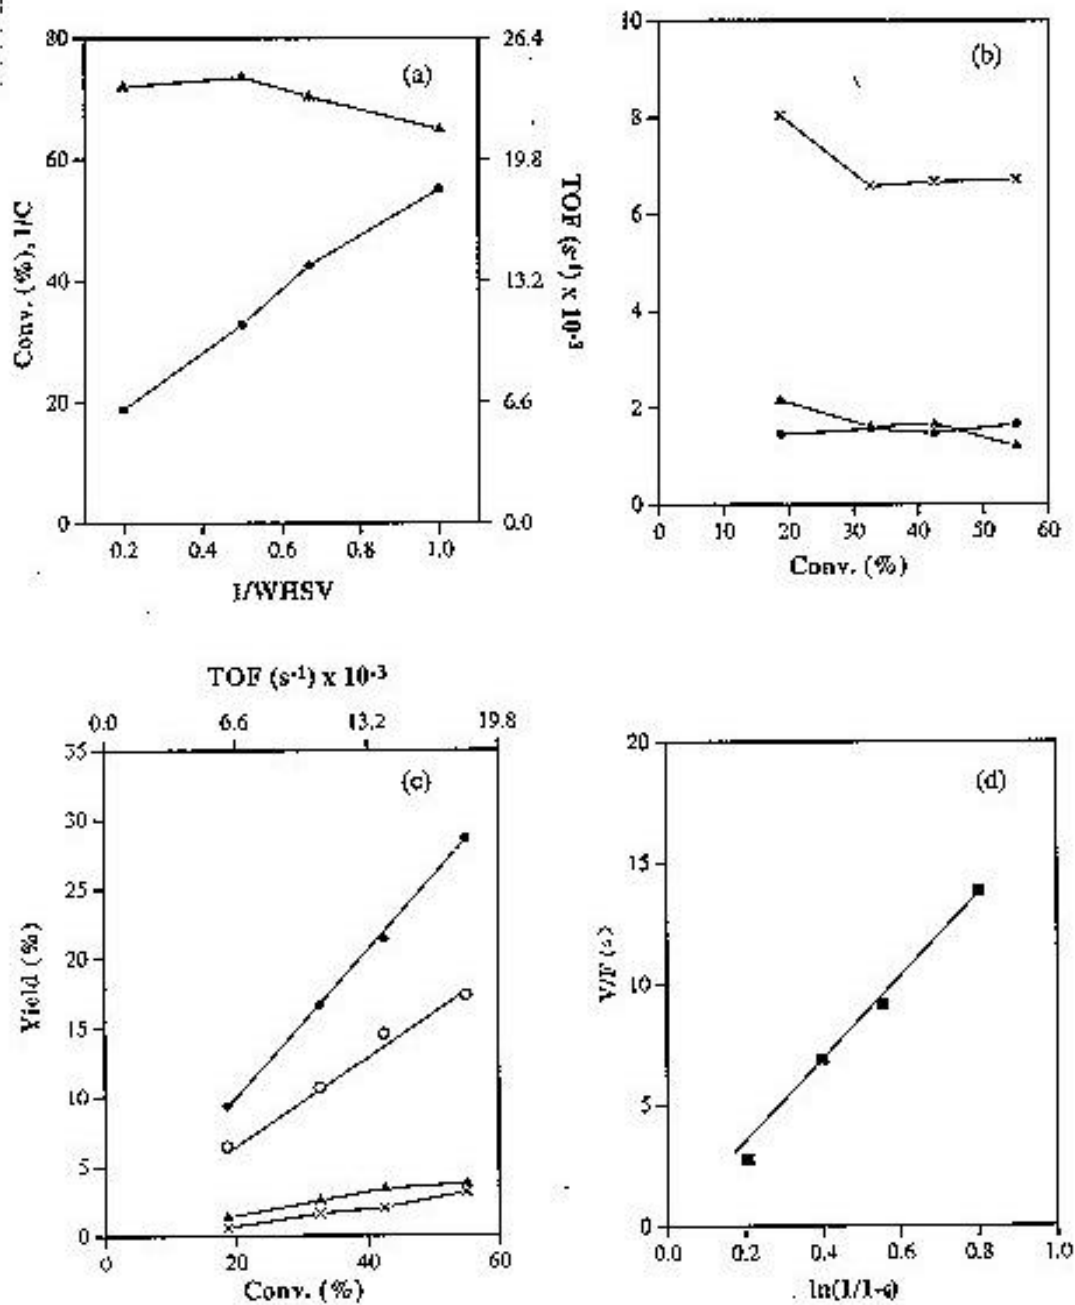 (a)
80
60
40
20
0
Conv. (%), I/C
26.4
19.8
13.2
6.6
0.0
TOF (s-1) x 10-3
0.2 0.4 0.6 0.8 1.0
1/WHSV
(b)
10
8
6
4
2
0
0 10 20 30 40 50 60
Conv. (%)
TOF (s-1) x 10-3
0.0 6.6 13.2 19.8
(c)
35
30
25
20
15
10
5
0
Yield (%)
0 20 40 60
Conv. (%)
(d)
20
15
10
5
0
V/F (s)
0.0 0.2 0.4 0.6 0.8 1.0